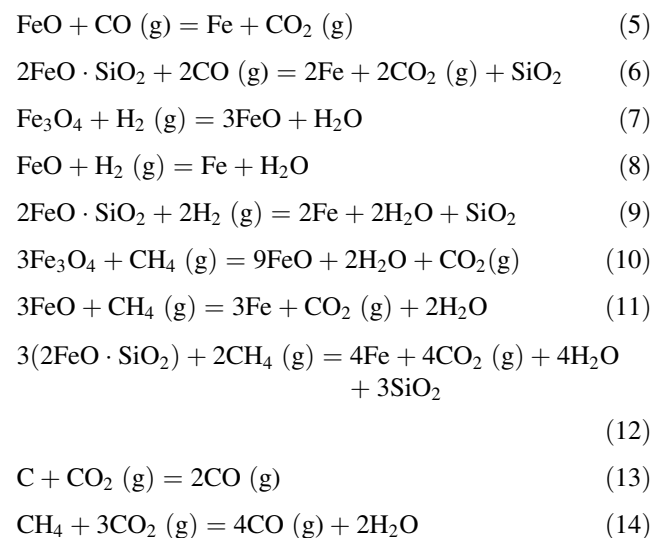 FeO + CO (g) = Fe + CO₂ (g) (5)
2FeO · SiO₂ + 2CO (g) = 2Fe + 2CO₂ (g) + SiO₂ (6)
Fe₃O₄ + H₂ (g) = 3FeO + H₂O (7)
FeO + H₂ (g) = Fe + H₂O (8)
2FeO · SiO₂ + 2H₂ (g) = 2Fe + 2H₂O + SiO₂ (9)
3Fe₃O₄ + CH₄ (g) = 9FeO + 2H₂O + CO₂(g) (10)
3FeO + CH₄ (g) = 3Fe + CO₂ (g) + 2H₂O (11)
3(2FeO · SiO₂) + 2CH₄ (g) = 4Fe + 4CO₂ (g) + 4H₂O
+ 3SiO₂
(12)
C + CO₂ (g) = 2CO (g) (13)
CH₄ + 3CO₂ (g) = 4CO (g) + 2H₂O (14)